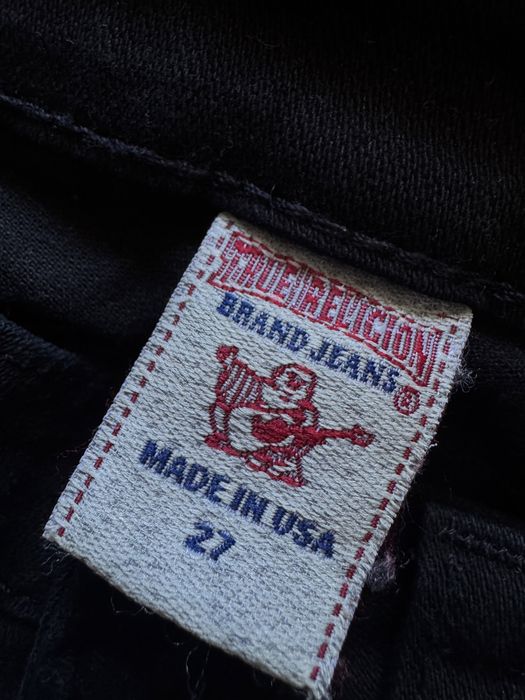 TRUE RELIGION
BRAND JEANS®
MADE IN USA
27